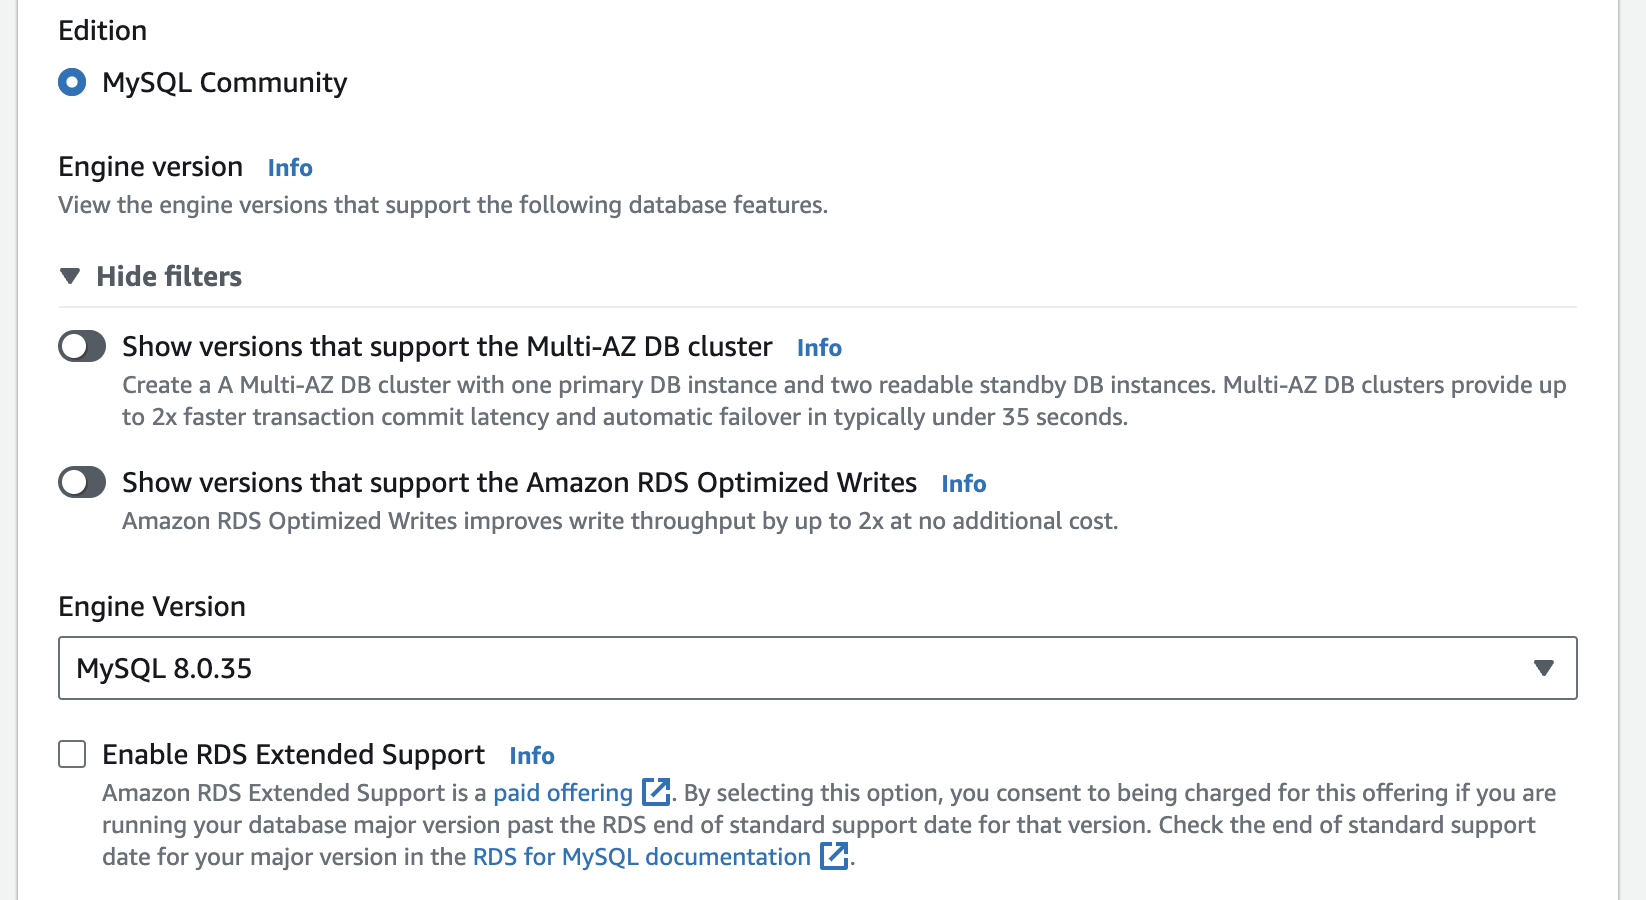 Edition
MySQL Community
Engine version Info
View the engine versions that support the following database features.
Hide filters
Show versions that support the Multi-AZ DB cluster Info
Create a A Multi-AZ DB cluster with one primary DB instance and two readable standby DB instances. Multi-AZ DB clusters provide up
to 2x faster transaction commit latency and automatic failover in typically under 35 seconds.
Show versions that support the Amazon RDS Optimized Writes Info
Amazon RDS Optimized Writes improves write throughput by up to 2x at no additional cost.
Engine Version
MySQL 8.0.35
Enable RDS Extended Support Info
Amazon RDS Extended Support is a paid offering. By selecting this option, you consent to being charged for this offering if you are
running your database major version past the RDS end of standard support date for that version. Check the end of standard support
date for your major version in the RDS for MySQL documentation.